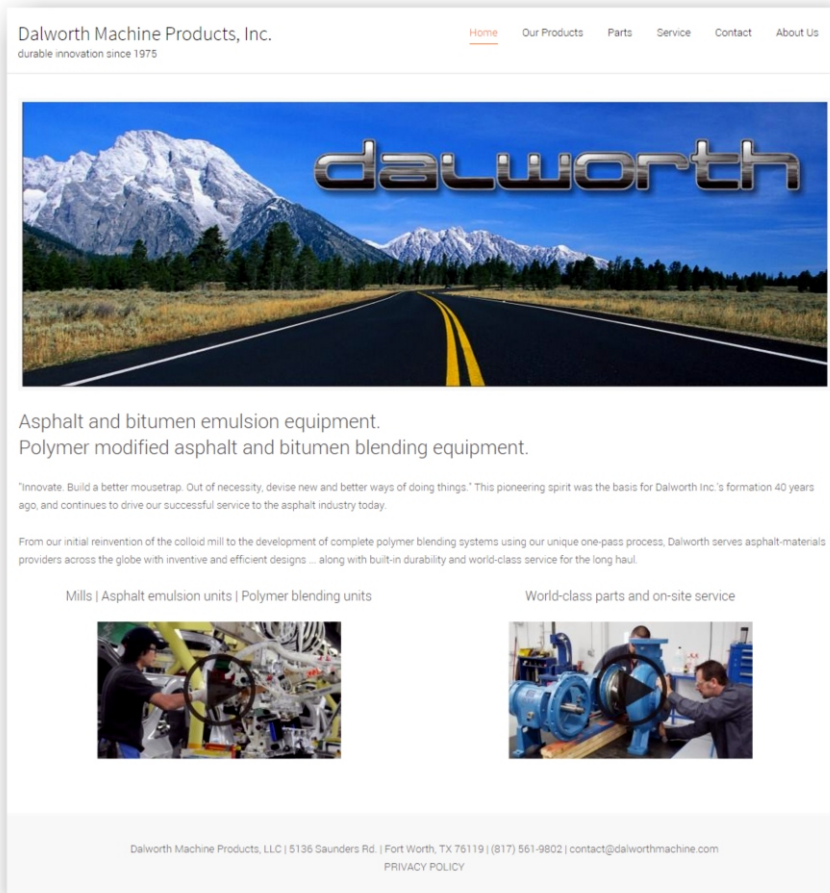 Dalworth Machine Products, Inc.
durable innovation since 1975
Home Our Products Parts Service Contact About Us
dalworth
Asphalt and bitumen emulsion equipment.
Polymer modified asphalt and bitumen blending equipment.
"Innovate. Build a better mousetrap. Out of necessity, devise new and better ways of doing things." This pioneering spirit was the basis for Dalworth Inc.'s formation 40 years
ago, and continues to drive our successful service to the asphalt industry today.
From our initial reinvention of the colloid mill to the development of complete polymer blending systems using our unique one-pass process, Dalworth serves asphalt-materials
providers across the globe with inventive and efficient designs ... along with built-in durability and world-class service for the long haul.
Mills | Asphalt emulsion units | Polymer blending units
World-class parts and on-site service
Dalworth Machine Products, LLC | 5136 Saunders Rd. | Fort Worth, TX 76119 | (817) 561-9802 | contact@dalworthmachine.com
PRIVACY POLICY